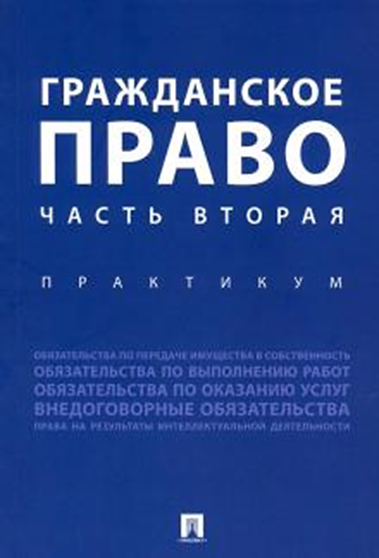 ГРАЖДАНСКОЕ
ПРАВО
ЧАСТЬ ВТОРАЯ
ПРАКТИКУМ
ОБЯЗАТЕЛЬСТВА ПО ПЕРЕДАЧЕ ИМУЩЕСТВА В СОБСТВЕННОСТЬ
ОБЯЗАТЕЛЬСТВА ПО ВЫПОЛНЕНИЮ РАБОТ
ОБЯЗАТЕЛЬСТВА ПО ОКАЗАНИЮ УСЛУГ
ВНЕДОГОВОРНЫЕ ОБЯЗАТЕЛЬСТВА
ПРАВА НА РЕЗУЛЬТАТЫ ИНТЕЛЛЕКТУАЛЬНОЙ ДЕЯТЕЛЬНОСТИ